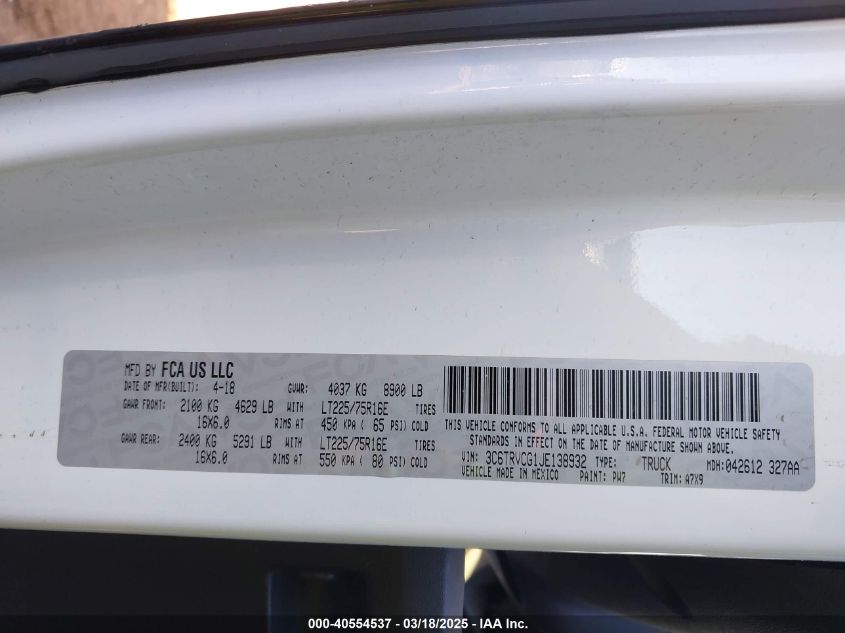 MFD BY FCA US LLC
DATE OF MFR(BUILT): 4-18 GVWR: 4037 KG 8900 LB
GAWR FRONT: 2100 KG 4629 LB WITH LT225/75R16E TIRES
16X6.0 RIMS AT 450 KPA ( 65 PSI) COLD
GAWR REAR: 2400 KG 5291 LB WITH LT225/75R16E TIRES
16X6.0 RIMS AT 550 KPA ( 80 PSI) COLD
THIS VEHICLE CONFORMS TO ALL APPLICABLE U.S.A. FEDERAL MOTOR VEHICLE SAFETY
STANDARDS IN EFFECT ON THE DATE OF MANUFACTURE SHOWN ABOVE.
VIN: 3C6TRVCG1JE138932 TYPE: TRUCK MDH:042612 327AA
VEHICLE MADE IN MEXICO PAINT: PW7 TRIM: A7X9
000-40554537 - 03/18/2025 - IAA Inc.